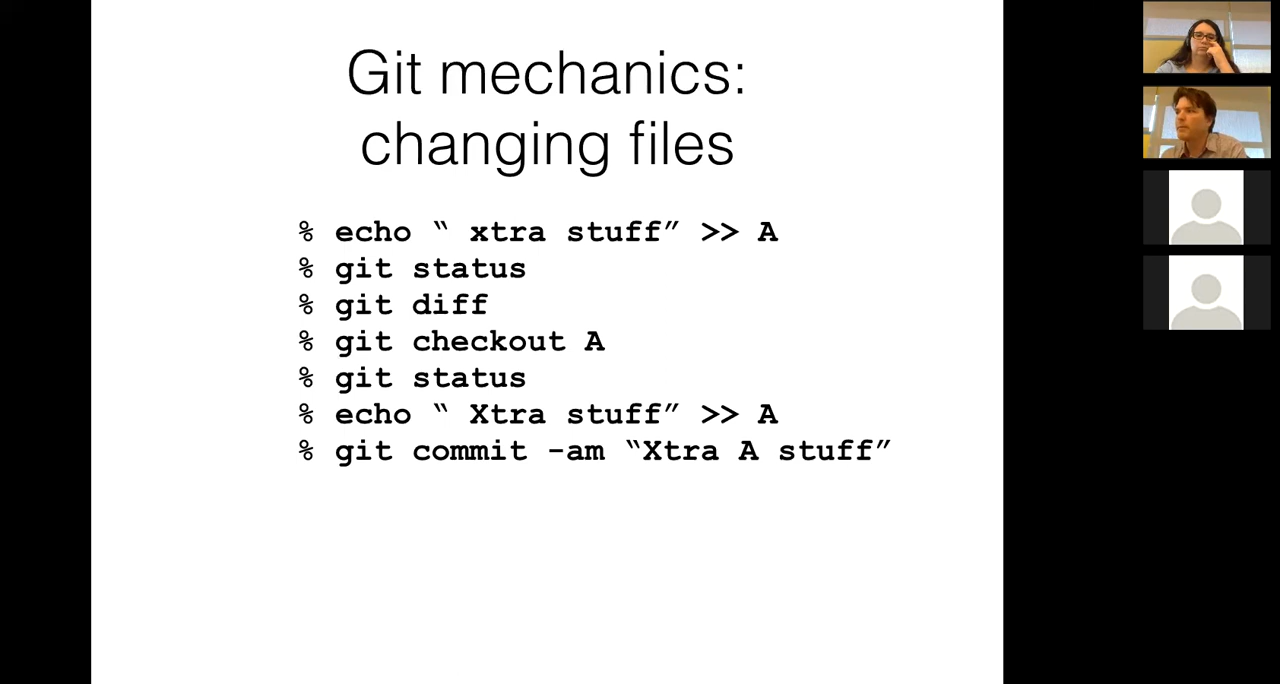 Git mechanics:
changing files
% echo “ xtra stuff” >> A
% git status
% git diff
% git checkout A
% git status
% echo “ Xtra stuff” >> A
% git commit -am “Xtra A stuff”